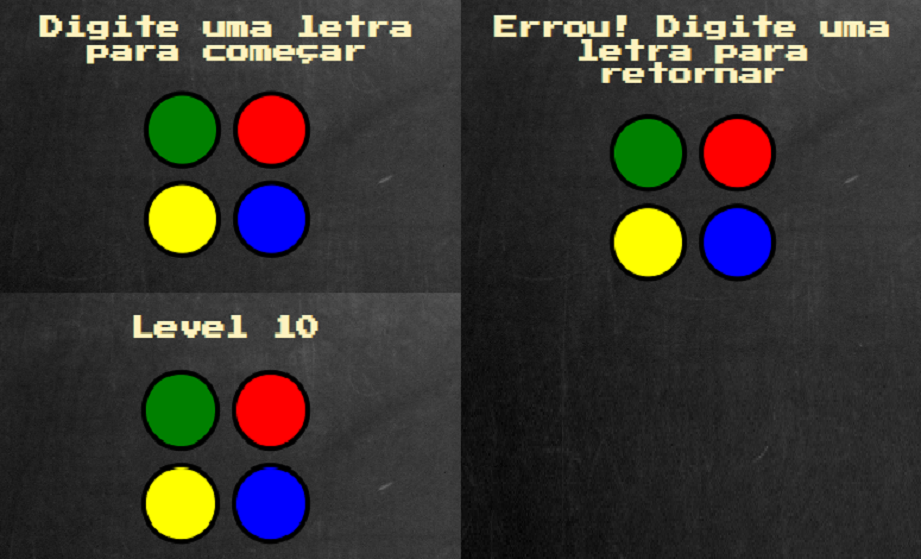 Digite uma letra
para começar
Errou! Digite uma
letra para
retornar
Level 10